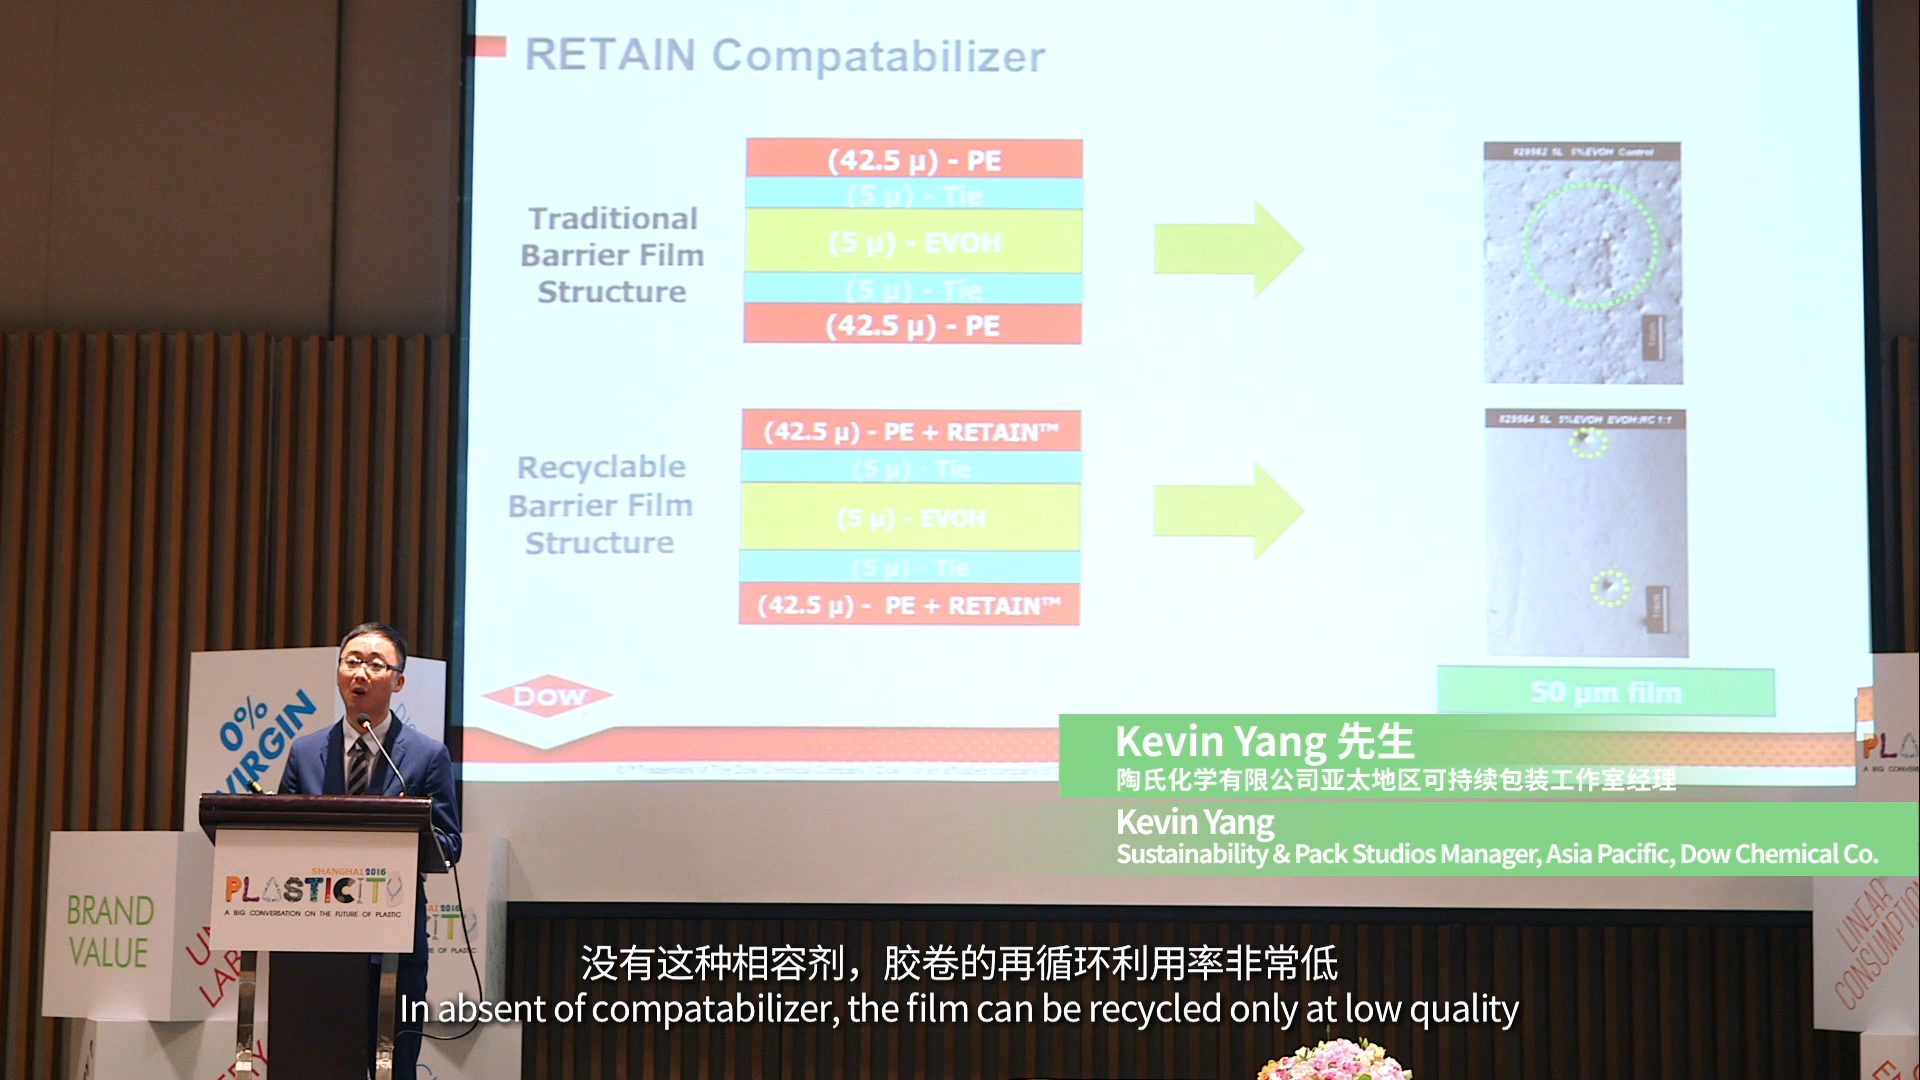 RETAIN Compatabilizer
Traditional
Barrier Film
Structure
(42.5 µ) - PE
(5 µ) - Tie
(5 µ) - EVOH
(5 µ) - Tie
(42.5 µ) - PE
#29562 5L 5%EVOH Control
1 mm
Recyclable
Barrier Film
Structure
(42.5 µ) - PE + RETAIN™
(5 µ) - Tie
(5 µ) - EVOH
(5 µ) - Tie
(42.5 µ) - PE + RETAIN™
#29564 5L 5%EVOH EVOH:RC 1:1
1 mm
50 µm film
Dow
Kevin Yang 先生
陶氏化学有限公司亚太地区可持续包装工作室经理
Kevin Yang
Sustainability & Pack Studios Manager, Asia Pacific, Dow Chemical Co.
0%
VIRGIN
SHANGHAI 2016
PLASTICITY
A BIG CONVERSATION ON THE FUTURE OF PLASTIC
BRAND
VALUE
LINEAR
CONSUMPTION
没有这种相容剂，胶卷的再循环利用率非常低
In absent of compatabilizer, the film can be recycled only at low quality